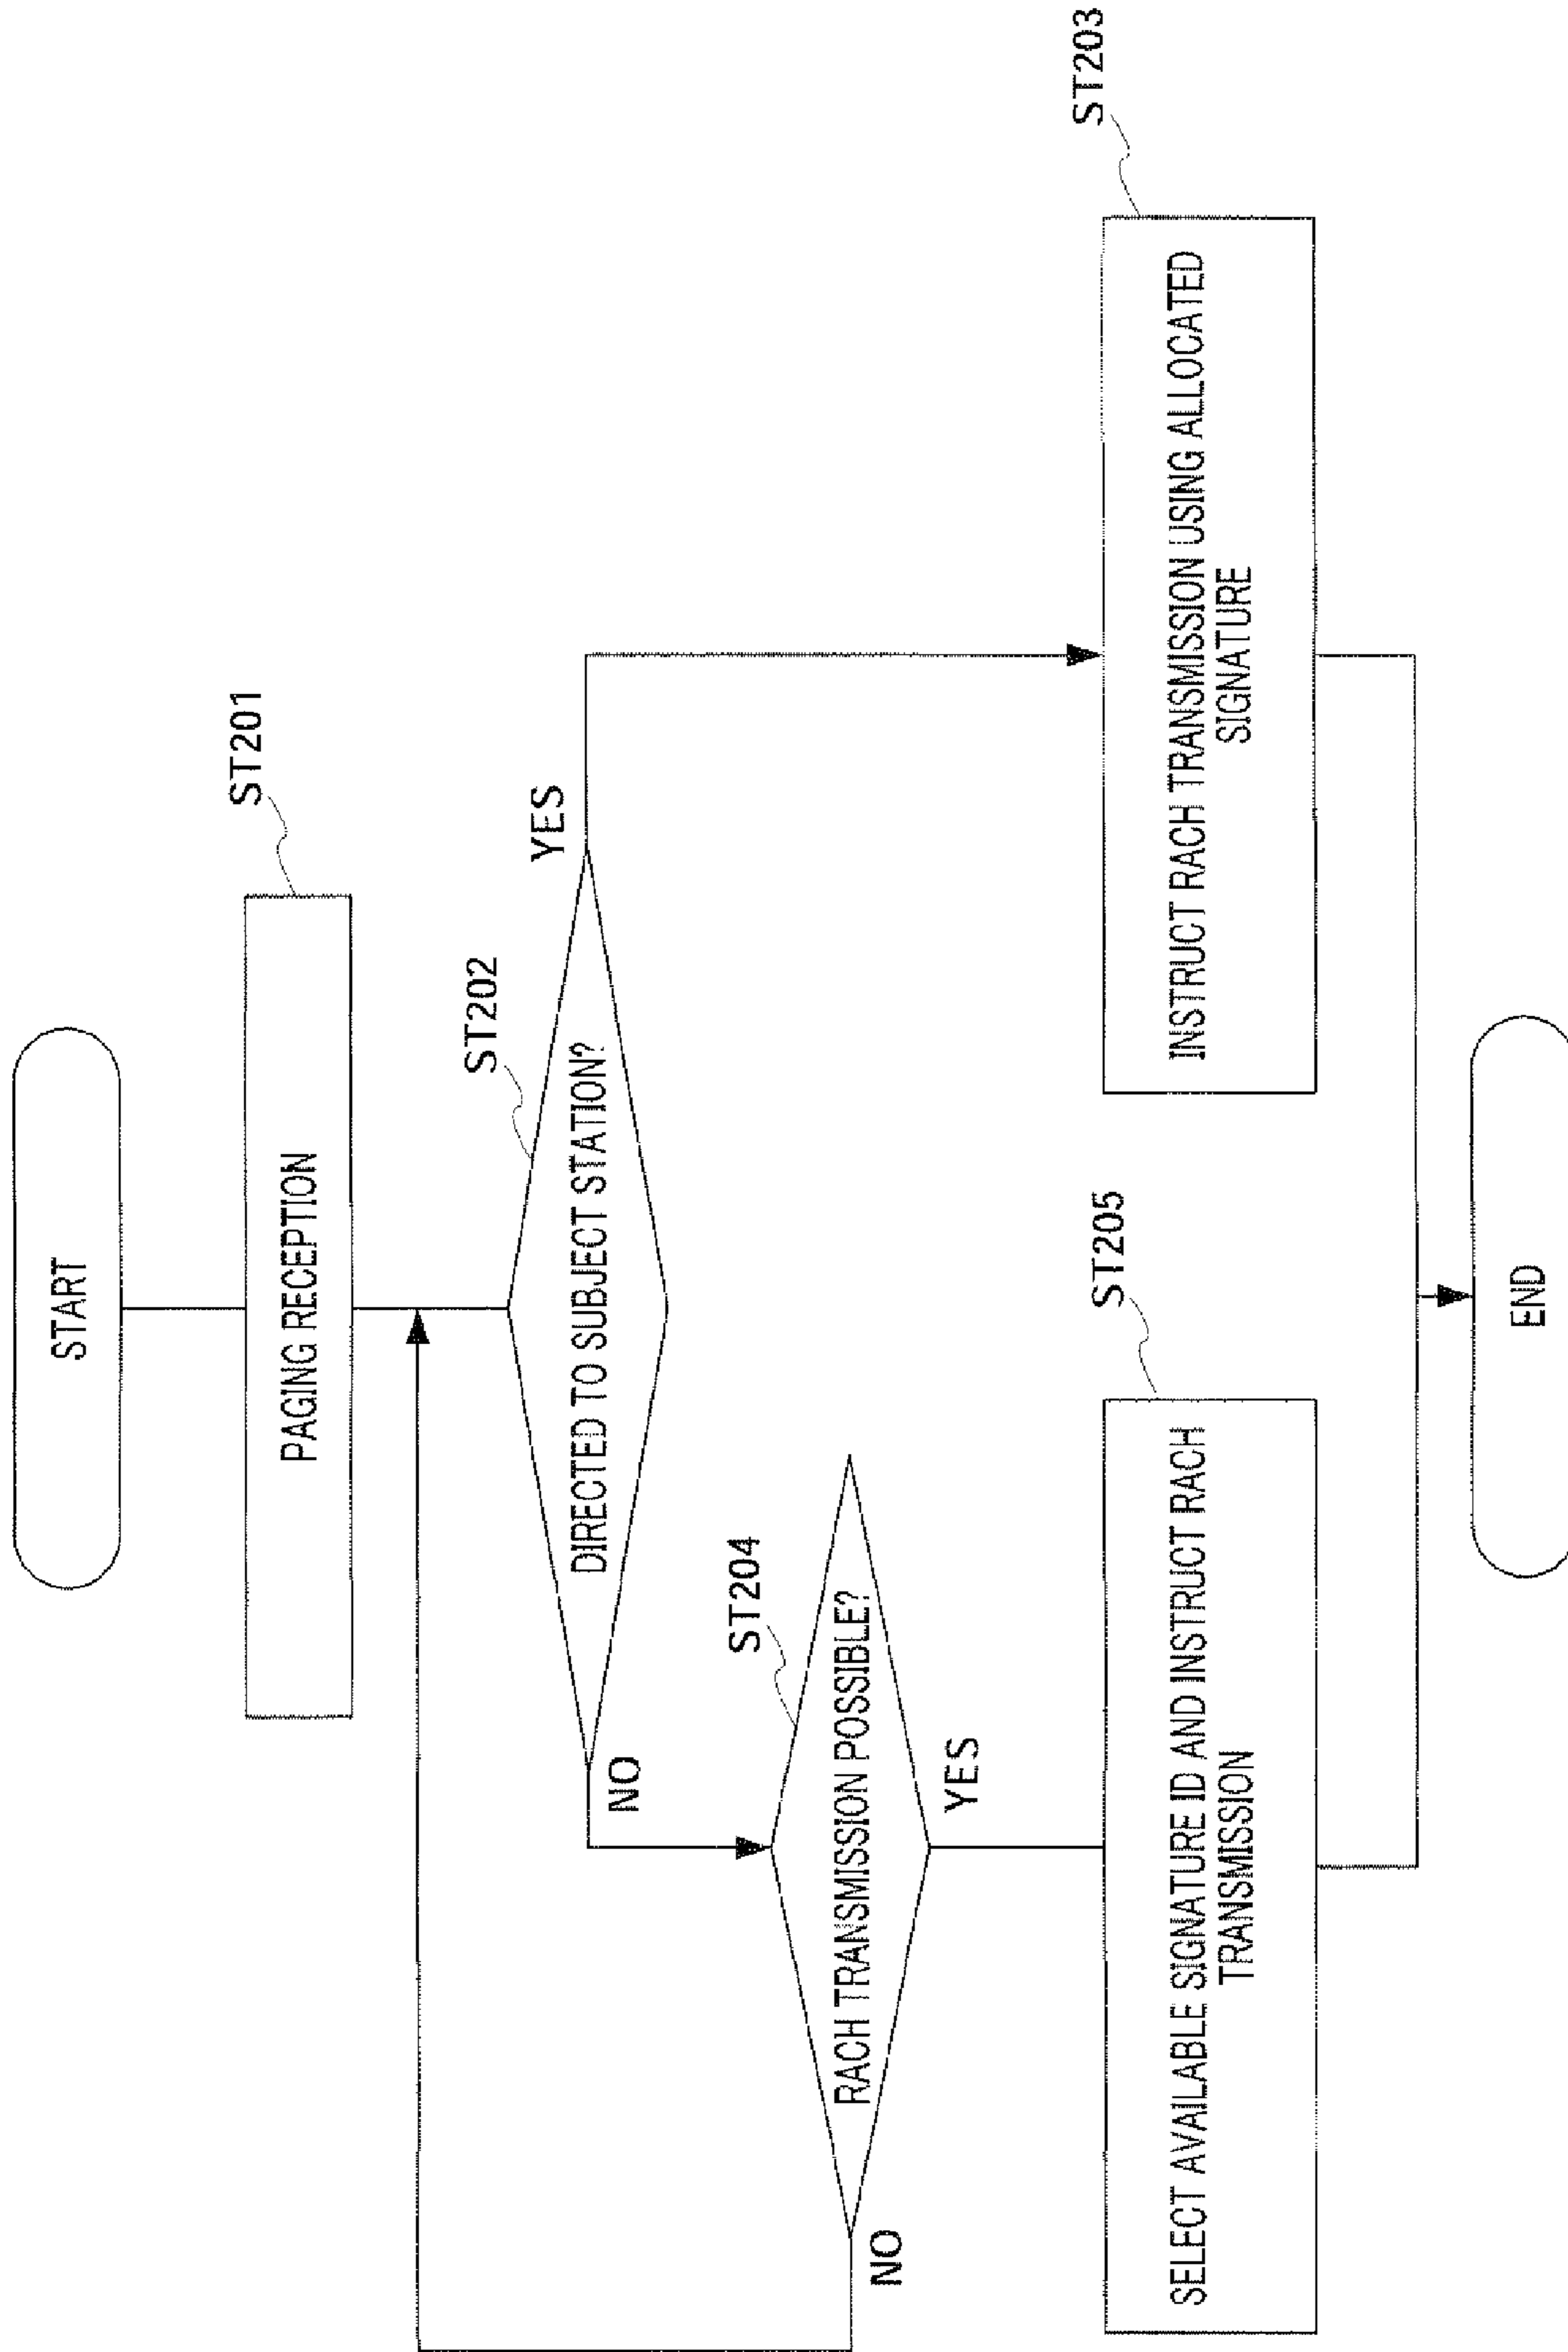 START
ST201
PAGING RECEPTION
ST202
DIRECTED TO SUBJECT STATION?
YES
NO
ST204
RACH TRANSMISSION POSSIBLE?
YES
NO
ST203
INSTRUCT RACH TRANSMISSION USING ALLOCATED
SIGNATURE
ST205
SELECT AVAILABLE SIGNATURE ID AND INSTRUCT RACH
TRANSMISSION
END